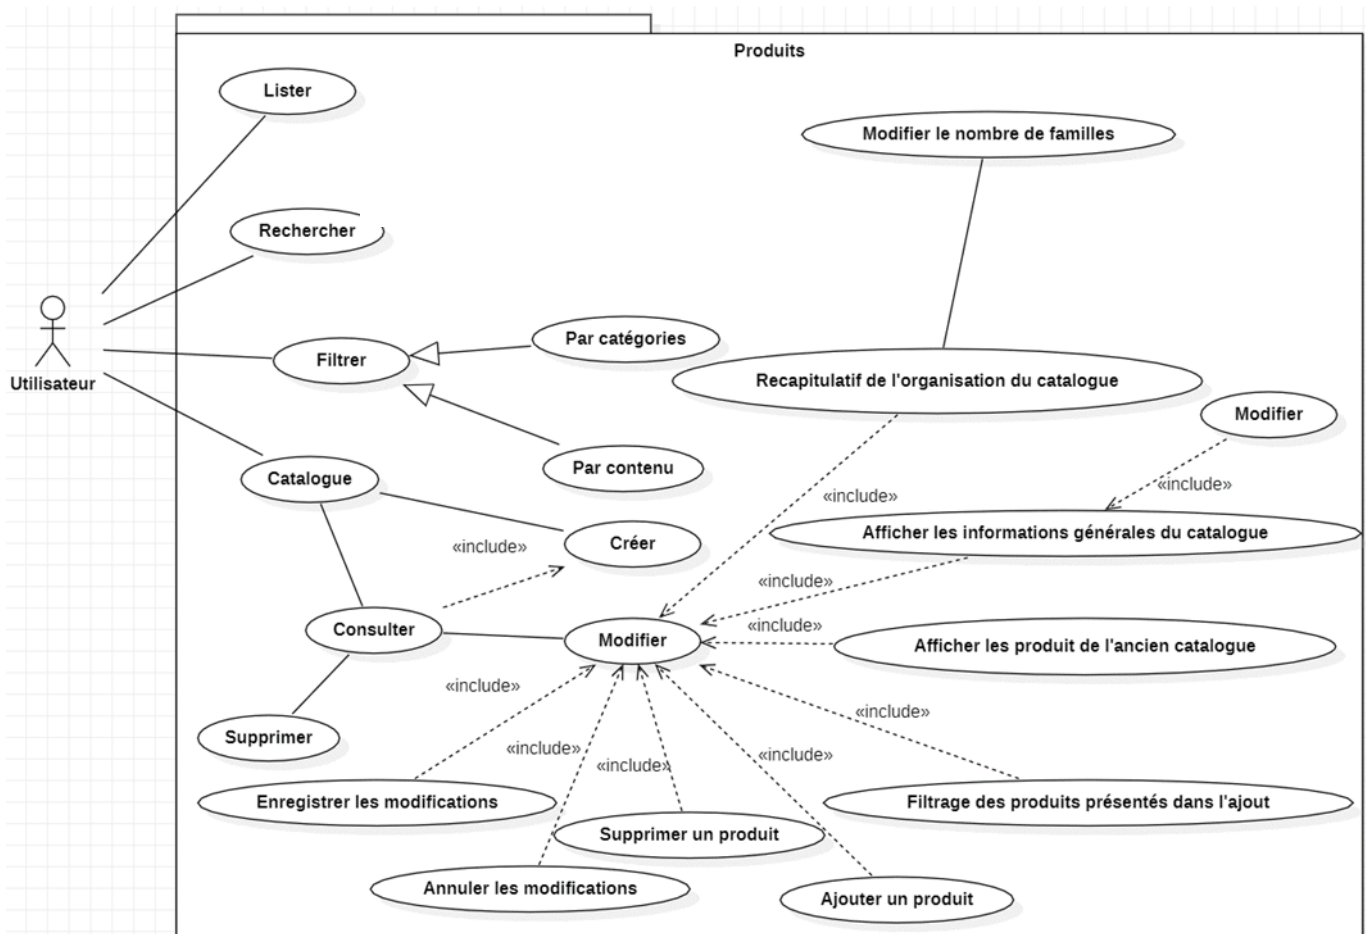 Produits
Lister
Modifier le nombre de familles
Rechercher
Utilisateur
Filtrer
Par catégories
Recapitulatif de l'organisation du catalogue
Modifier
Par contenu
Catalogue
«include»
«include»
Créer
Afficher les informations générales du catalogue
«include»
«include»
Consulter
Modifier
«include»
Afficher les produit de l'ancien catalogue
«include»
«include»
Supprimer
«include»
«include»
«include»
Enregistrer les modifications
Filtrage des produits présentés dans l'ajout
Supprimer un produit
Annuler les modifications
Ajouter un produit